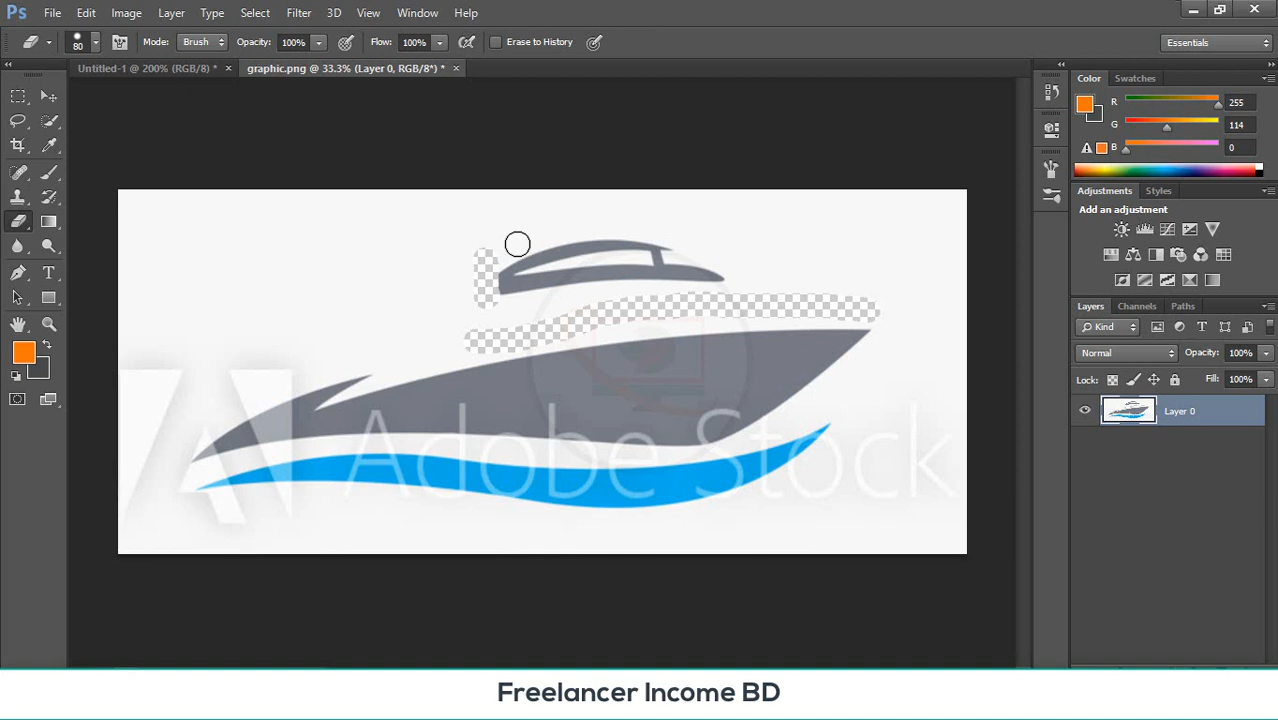 Ps File Edit Image Layer Type Select Filter 3D View Window Help
80 Mode: Brush Opacity: 100% Flow: 100% Erase to History Essentials
Untitled-1 @ 200% (RGB/8) * × graphic.png @ 33.3% (Layer 0, RGB/8*) * ×
Color Swatches
R 255
G 114
B 0
Adjustments Styles
Add an adjustment
Layers Channels Paths
Kind
Normal Opacity: 100%
Lock: Fill: 100%
Layer 0
Adobe Stock
Freelancer Income BD